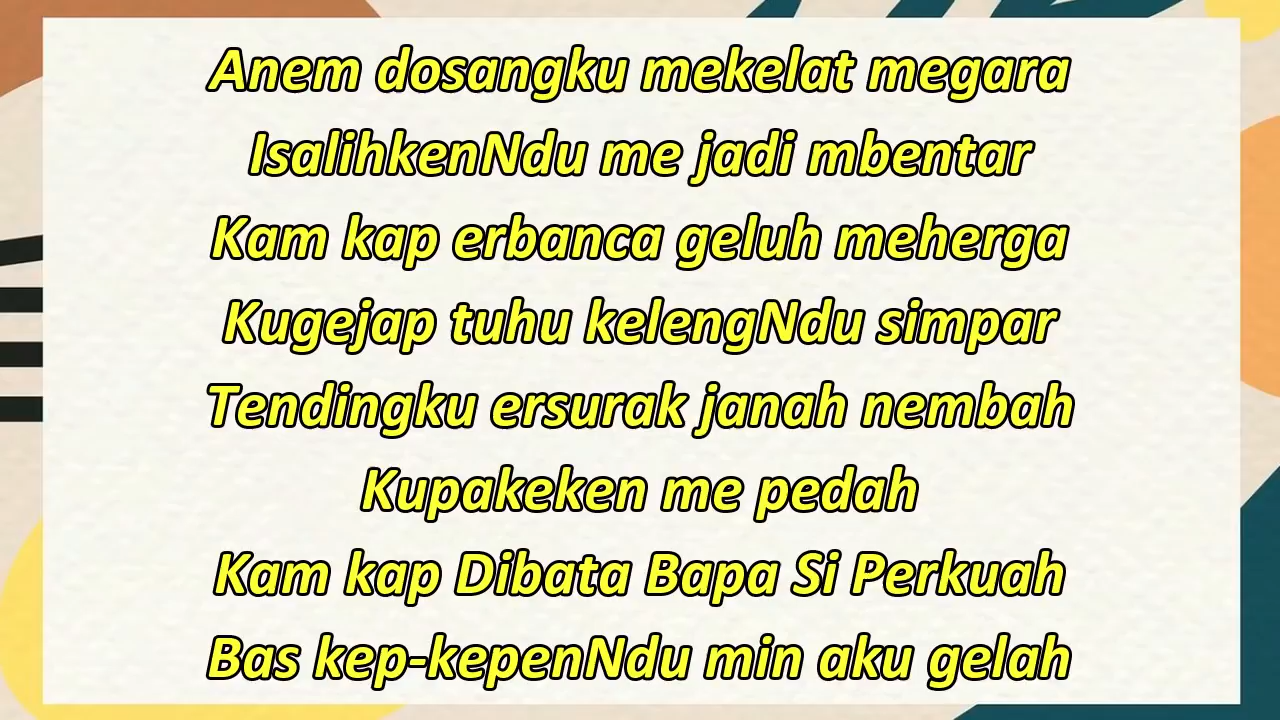 Anem dosangku mekelat megara
IsalihkenNdu me jadi mbentar
Kam kap erbanca geluh meherga
Kugejap tuhu kelengNdu simpar
Tendingku ersurak janah nembah
Kupakeken me pedah
Kam kap Dibata Bapa Si Perkuah
Bas kep-kepenNdu min aku gelah